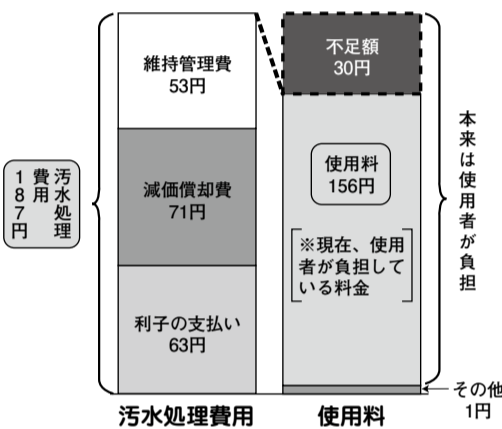 汚水処理
費用
187円
維持管理費
53円
減価償却費
71円
利子の支払い
63円
汚水処理費用
不足額
30円
使用料
156円
※現在、使用
者が負担して
いる料金
使用料
本来は使用者が負担
その他
1円